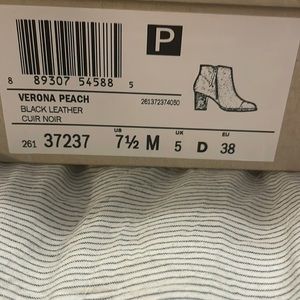 P
8 89307 54588 5
VERONA PEACH 261372374050
BLACK LEATHER
CUIR NOIR
US UK EU
261 37237 7½ M 5 D 38